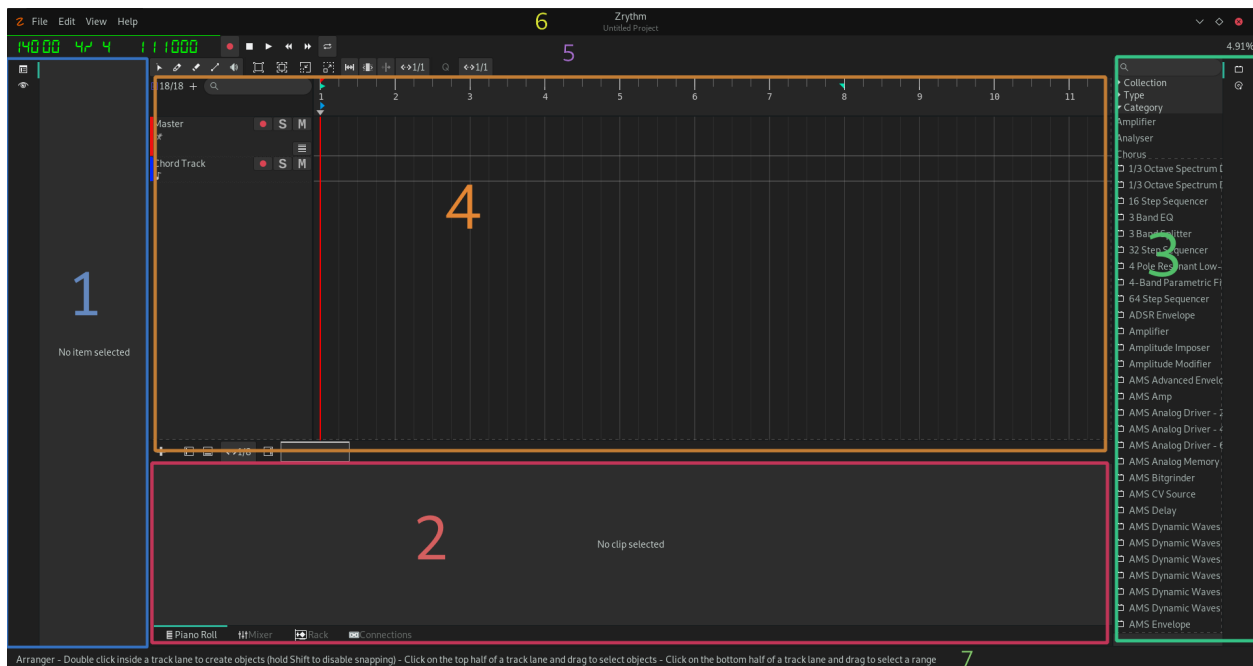 Zrythm
File Edit View Help 6
Untitled Project
140.00 4/ 4 1 1 1 000 5 4.91%
18/18
1 2 3 4 5 6 7 8 9 10 11
Collection
Type
Category
Master S M
Amplifier
Analyser
Chorus
Chord Track S M
1/3 Octave Spectrum
1/3 Octave Spectrum
16 Step Sequencer
3 Band EQ
3 Band Splitter
32 Step Sequencer
4 Pole Resonant Low-
4-Band Parametric Fi
64 Step Sequencer
ADSR Envelope
Amplifier
Amplitude Imposer
Amplitude Modifier
AMS Advanced Envelo
AMS Amp
AMS Analog Driver - 2
AMS Analog Driver - 4
AMS Analog Driver - 6
AMS Analog Memory
AMS Bitgrinder
AMS CV Source
AMS Delay
AMS Dynamic Waves
AMS Dynamic Waves
AMS Dynamic Waves
AMS Dynamic Waves
AMS Dynamic Waves
AMS Dynamic Waves
AMS Envelope
1/1 1/1
4
3
1
No item selected
1/8
2
No clip selected
Piano Roll Mixer Rack Connections
Arranger - Double click inside a track lane to create objects (hold Shift to disable snapping) - Click on the top half of a track lane and drag to select objects - Click on the bottom half of a track lane and drag to select a range 7